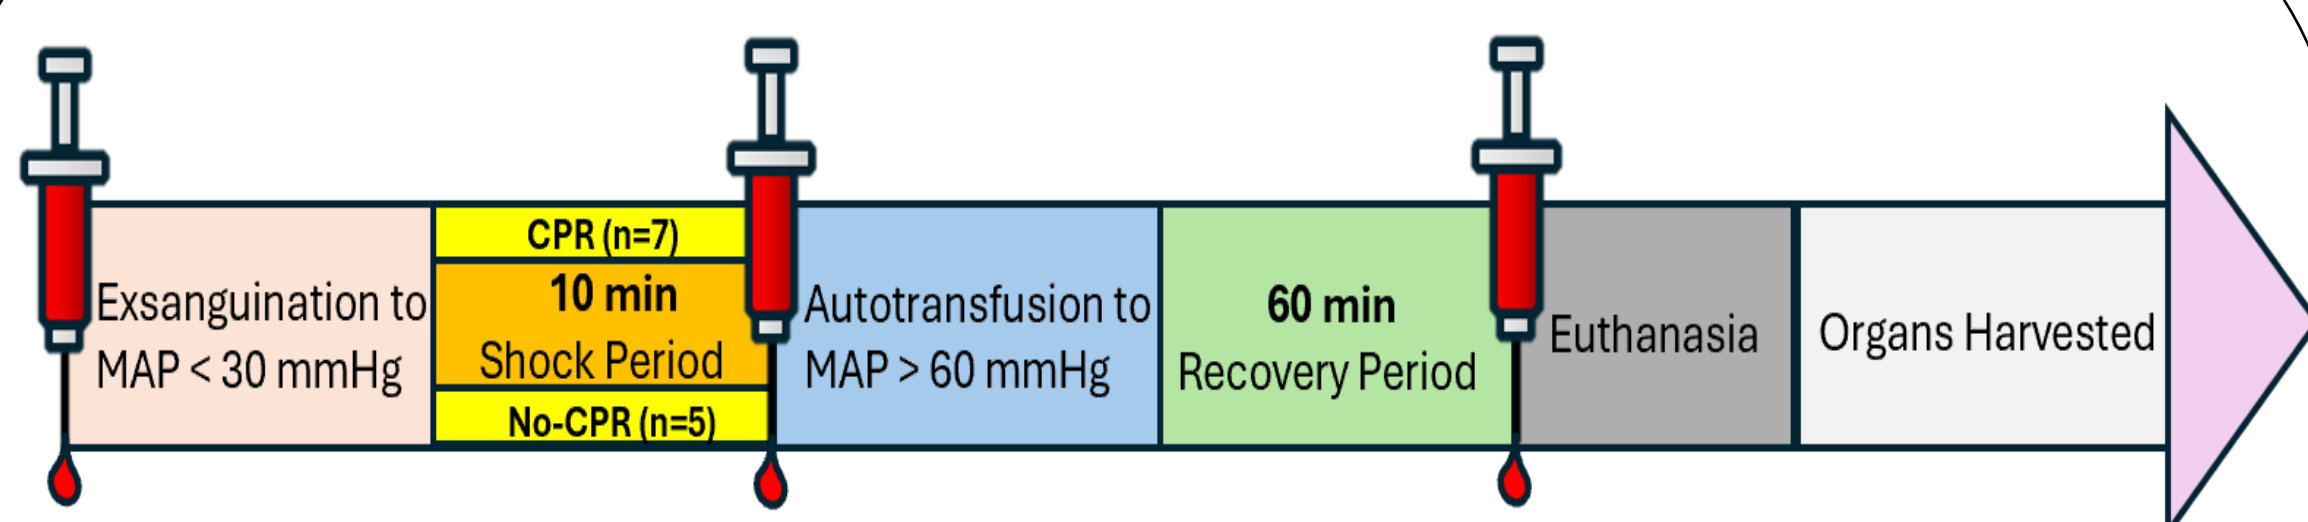 Exsanguination to
MAP < 30 mmHg
CPR (n=7)
10 min
Shock Period
No-CPR (n=5)
Autotransfusion to
MAP > 60 mmHg
60 min
Recovery Period
Euthanasia
Organs Harvested